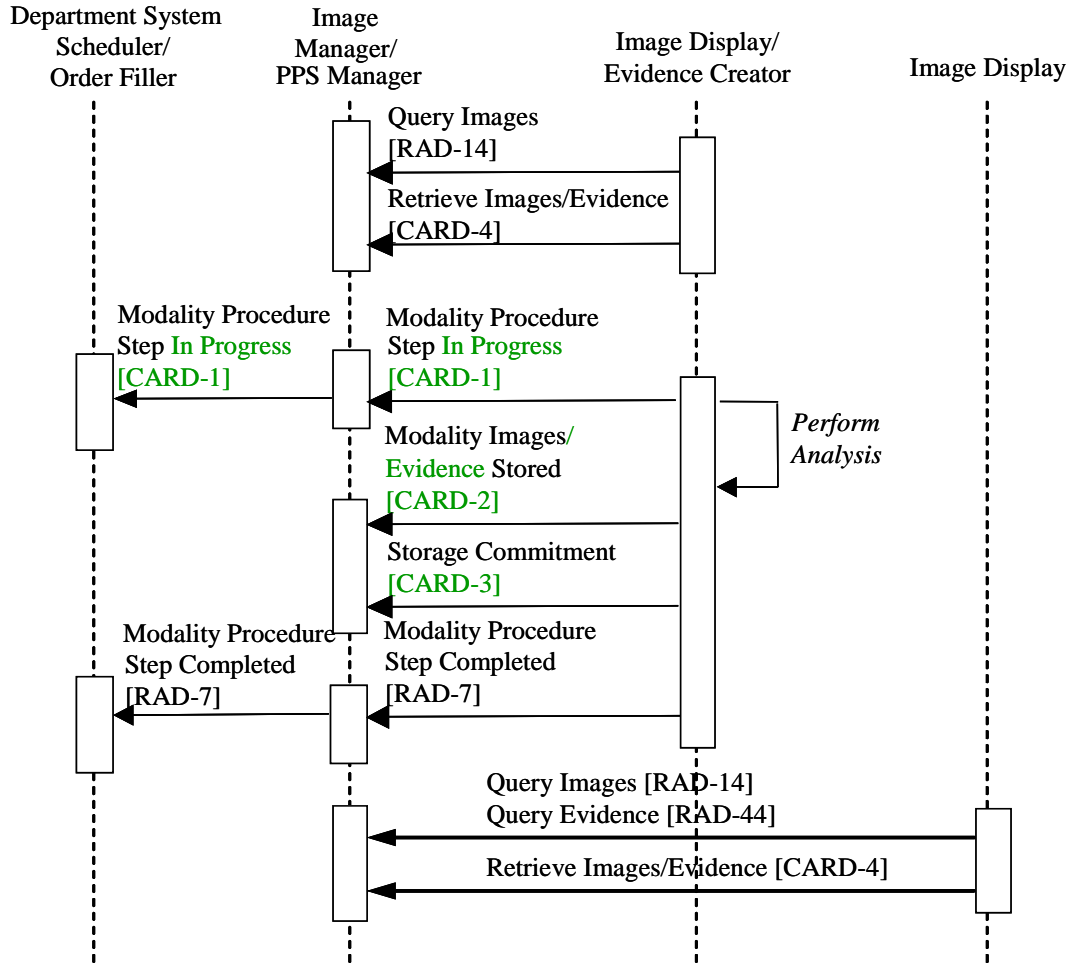 Department System
Scheduler/
Order Filler
Image
Manager/
PPS Manager
Image Display/
Evidence Creator
Image Display
Query Images
[RAD-14]
Retrieve Images/Evidence
[CARD-4]
Modality Procedure
Step In Progress
[CARD-1]
Modality Procedure
Step In Progress
[CARD-1]
Perform
Analysis
Modality Images/
Evidence Stored
[CARD-2]
Storage Commitment
[CARD-3]
Modality Procedure
Step Completed
[RAD-7]
Modality Procedure
Step Completed
[RAD-7]
Query Images [RAD-14]
Query Evidence [RAD-44]
Retrieve Images/Evidence [CARD-4]